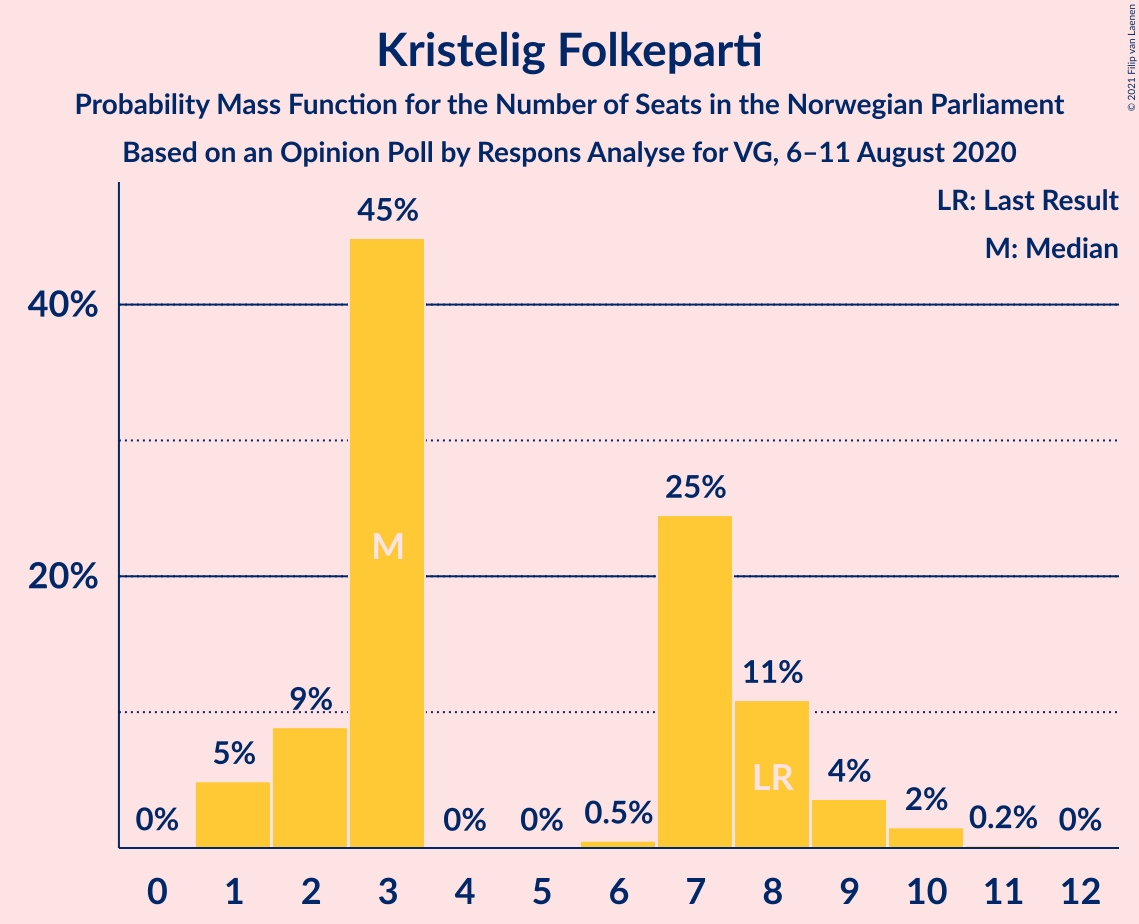 Kristelig Folkeparti
Probability Mass Function for the Number of Seats in the Norwegian Parliament
Based on an Opinion Poll by Respons Analyse for VG, 6–11 August 2020
© 2021 Filip van Laenen
LR: Last Result
M: Median
40%
20%
0%
5%
9%
45%
0%
0%
0.5%
25%
11%
4%
2%
0.2%
0%
M
LR
0 1 2 3 4 5 6 7 8 9 10 11 12